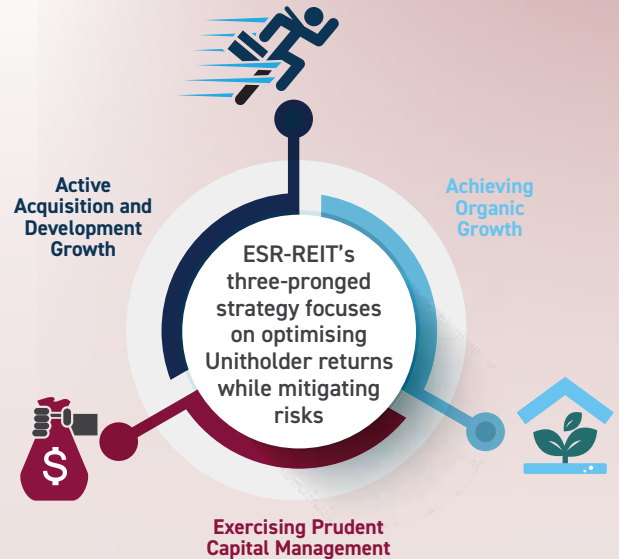 Active
Acquisition and
Development
Growth
Achieving
Organic
Growth
ESR-REIT's
three-pronged
strategy focuses
on optimising
Unitholder returns
while mitigating
risks
$
Exercising Prudent
Capital Management